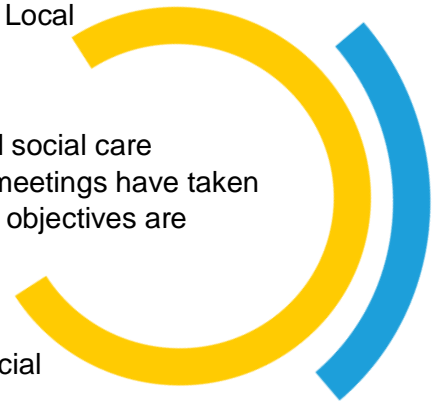 Local
social care
meetings have taken
objectives are
cial